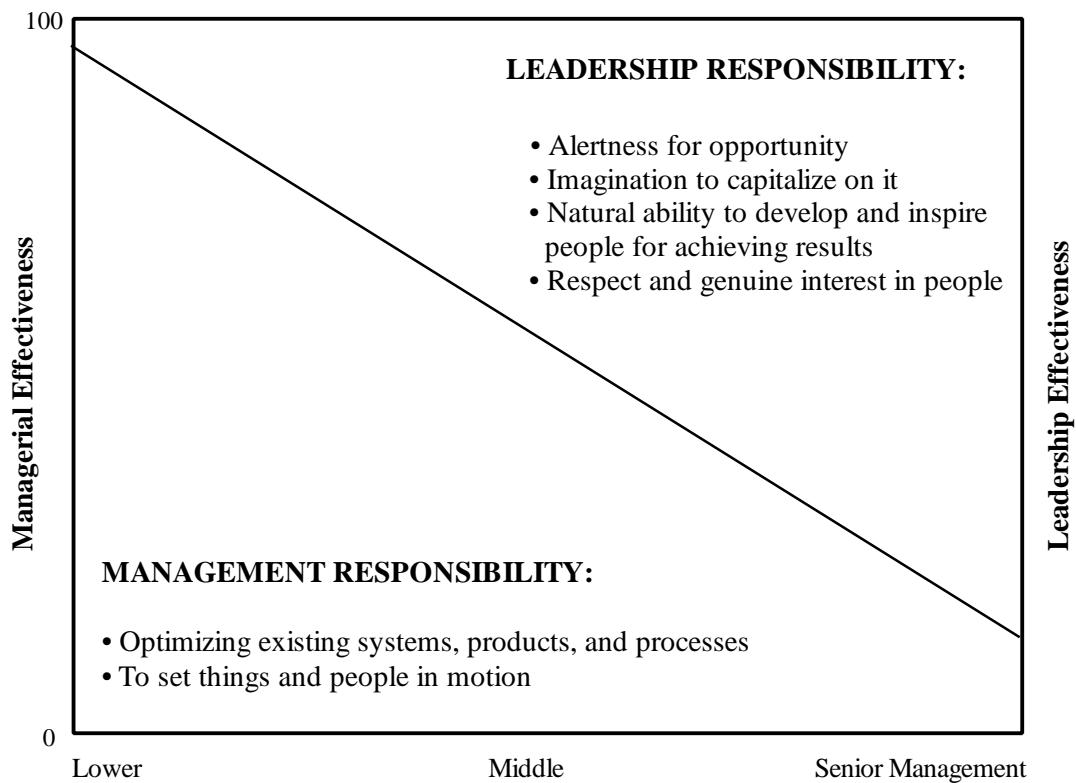 100
LEADERSHIP RESPONSIBILITY:
• Alertness for opportunity
• Imagination to capitalize on it
• Natural ability to develop and inspire
people for achieving results
• Respect and genuine interest in people
Managerial Effectiveness
Leadership Effectiveness
MANAGEMENT RESPONSIBILITY:
• Optimizing existing systems, products, and processes
• To set things and people in motion
0
Lower Middle Senior Management